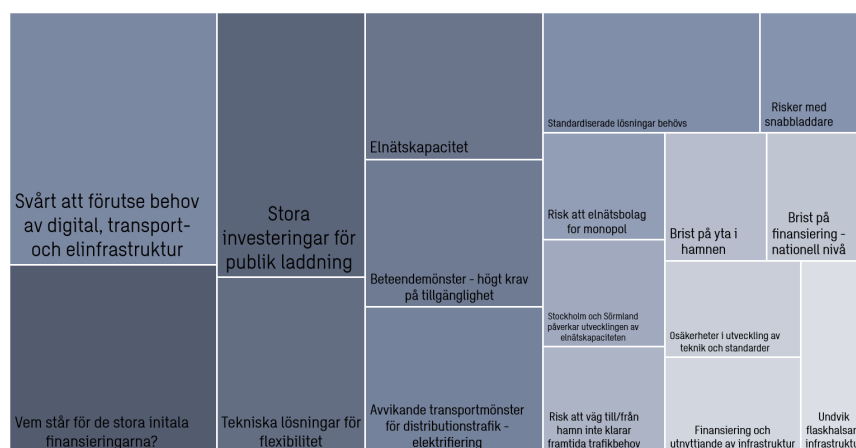 Svårt att förutse behov
av digital, transport-
och elinfrastruktur
Vem står för de stora initala
finansieringarna?
Stora
investeringar för
publik laddning
Tekniska lösningar för
flexibilitet
Elnätskapacitet
Beteendemönster - högt krav
på tillgänglighet
Avvikande transportmönster
för distributionstrafik -
elektrifiering
Standardiserade lösningar behövs
Risker med
snabbladdare
Risk att elnätsbolag
for monopol
Brist på yta i
hamnen
Brist på
finansiering -
nationell nivå
Stockholm och Sörmland
påverkar utvecklingen av
elnätskapaciteten
Osäkerheter i utveckling av
teknik och standarder
Risk att väg till/från
hamn inte klarar
framtida trafikbehov
Finansiering och
utnyttjande av infrastruktur
Undvik
flaskhalsar